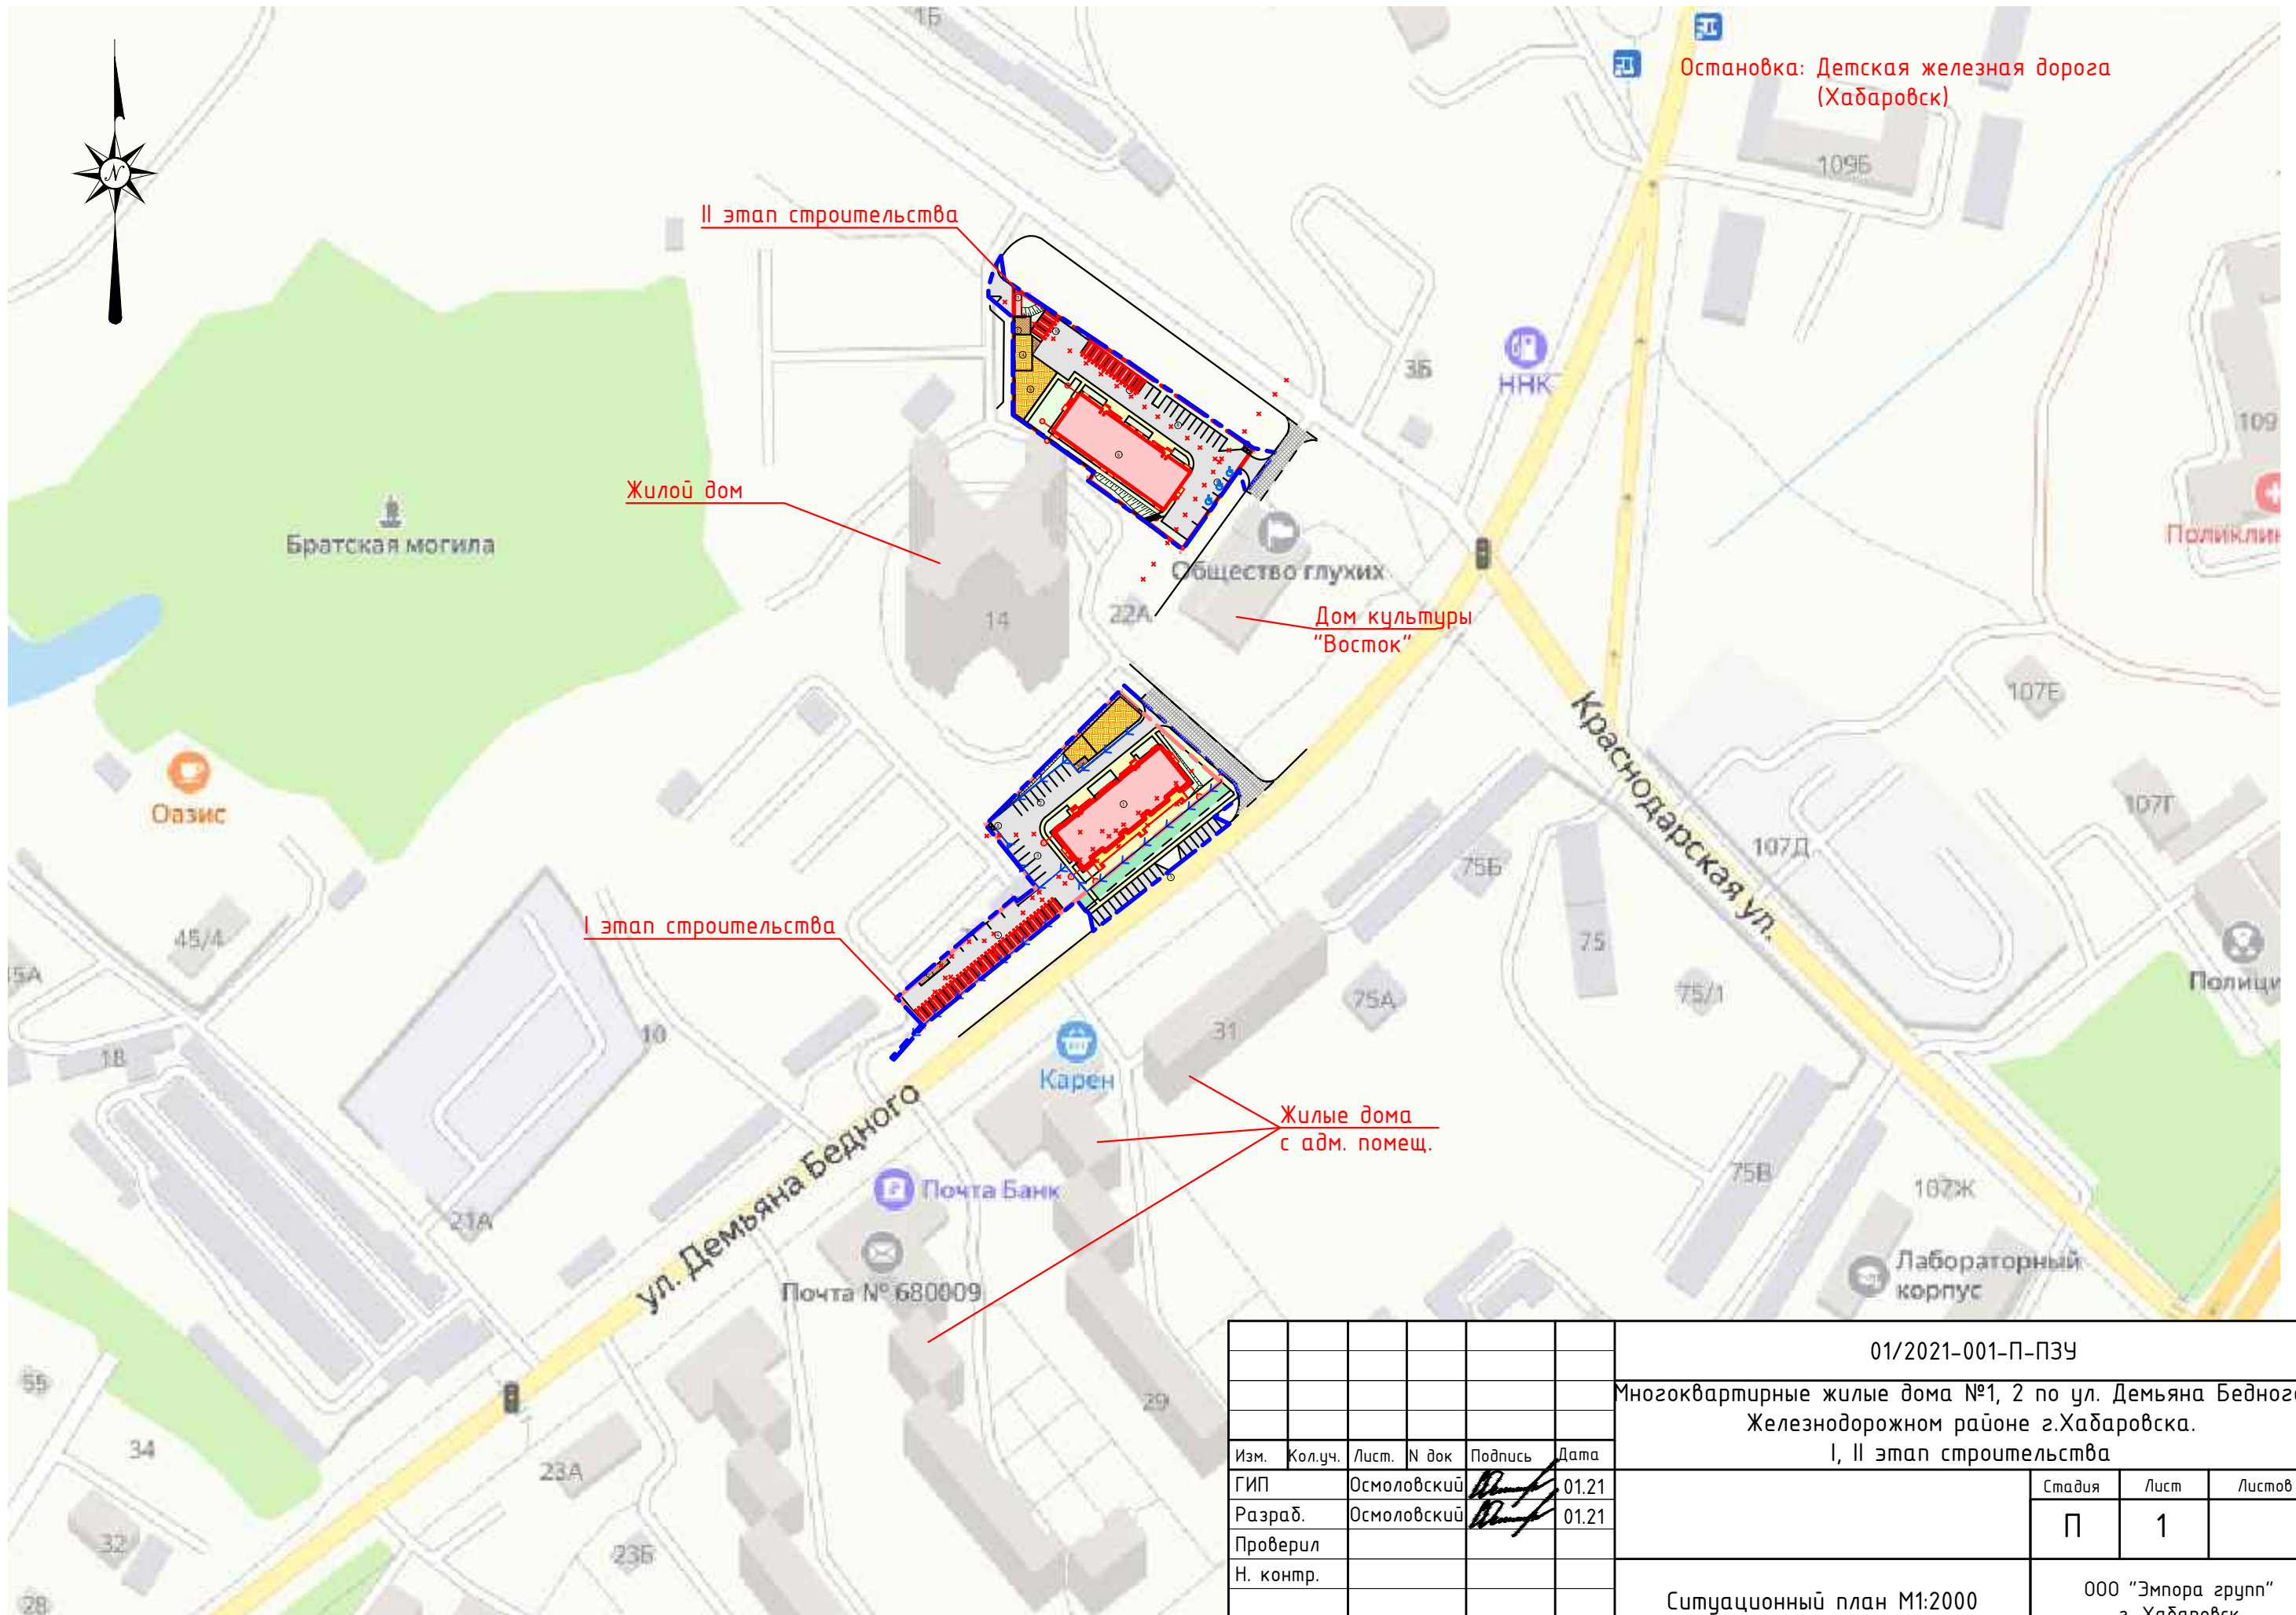 1Б
Остановка: Детская железная дорога
(Хабаровск)
109Б
N
II этап строительства
3Б
ННК
109
Жилой дом
Братская могила
Поликлин
Общество глухих
14
22А
Дом культуры
"Восток"
107Е
Краснодарская ул.
Оазис
107Г
107Д
75Б
45/4
I этап строительства
75
45А
75А
75/1
Полици
10
31
1В
Карен
Жилые дома
с адм. помещ.
ул. Демьяна Бедного
Почта Банк
75В
107Ж
21А
Почта № 680009
Лабораторный
корпус
55
29
34
23А
32
23Б
28
01/2021-001-П-ПЗУ
Многоквартирные жилые дома №1, 2 по ул. Демьяна Бедного
Железнодорожном районе г.Хабаровска.
I, II этап строительства
Изм. Кол.уч. Лист. N док Подпись Дата
ГИП Осмоловский 01.21
Стадия Лист Листов
Разраб. Осмоловский 01.21
П 1
Проверил
Н. контр.
Ситуационный план М1:2000
ООО "Эмпора групп"
г. Хабаровск